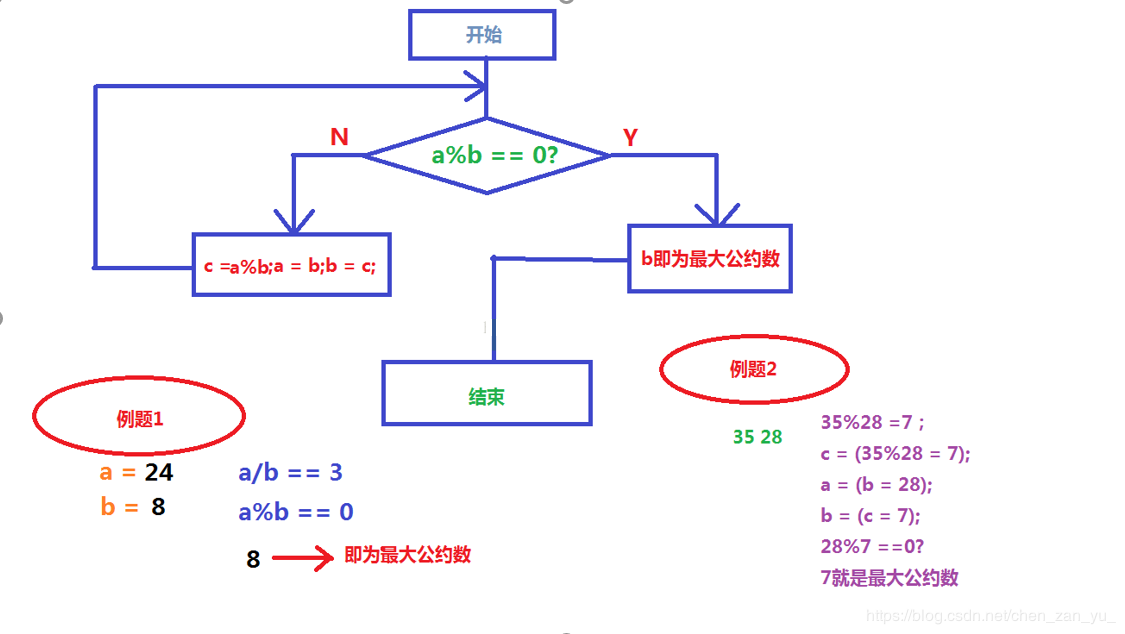 开始
N
Y
a%b == 0?
c =a%b;a = b;b = c;
b即为最大公约数
结束
例题1
a = 24
b = 8
a/b == 3
a%b == 0
8
即为最大公约数
例题2
35 28
35%28 =7 ;
c = (35%28 = 7);
a = (b = 28);
b = (c = 7);
28%7 ==0?
7就是最大公约数
https://blog.csdn.net/chen_zan_yu_